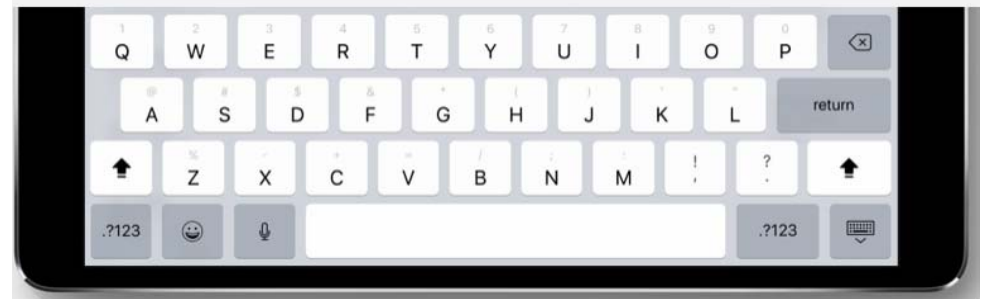 1 2 3 4 5 6 7 8 9 0
Q W E R T Y U I O P
@ # $ & * ( ) ' "
A S D F G H J K L return
% - + = / ; : ! ?
Z X C V B N M , .
.?123 .?123